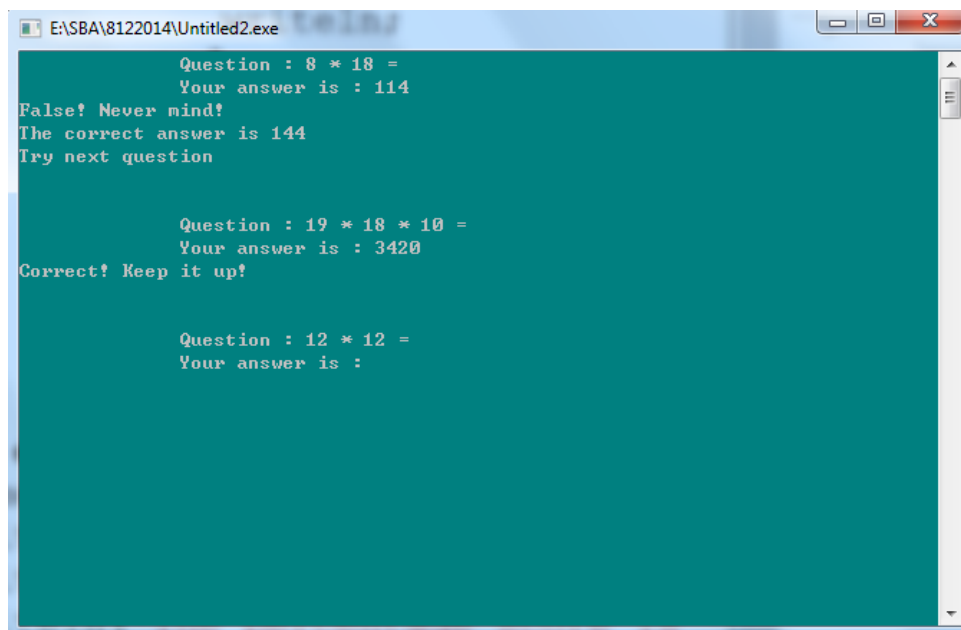 E:\SBA\8122014\Untitled2.exe
Question : 8 * 18 =
Your answer is : 114
False! Never mind!
The correct answer is 144
Try next question
Question : 19 * 18 * 10 =
Your answer is : 3420
Correct! Keep it up!
Question : 12 * 12 =
Your answer is :